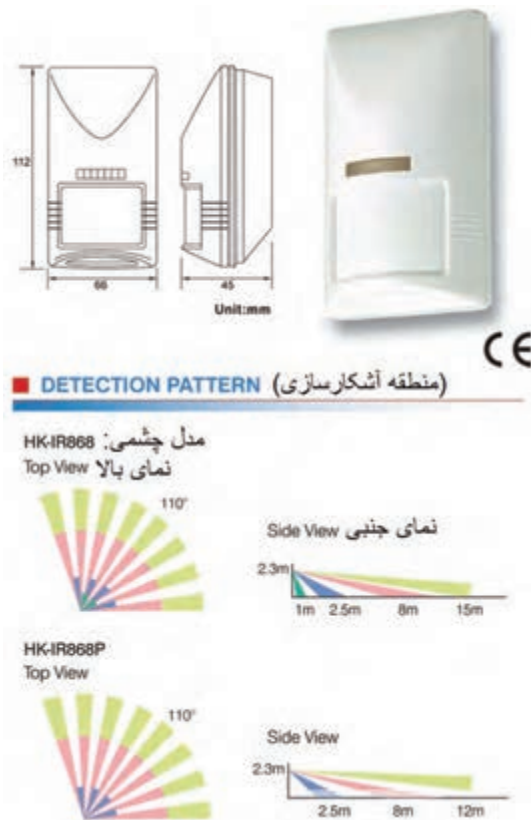 112
66
45
Unit:mm
CE
DETECTION PATTERN (منطقه آشکارسازی)
HK-IR868 مدل چشمی:
Top View نمای بالا
110°
Side View نمای جنبی
2.3m
1m 2.5m 8m 15m
HK-IR868P
Top View
110°
Side View
2.3m
2.5m 8m 12m